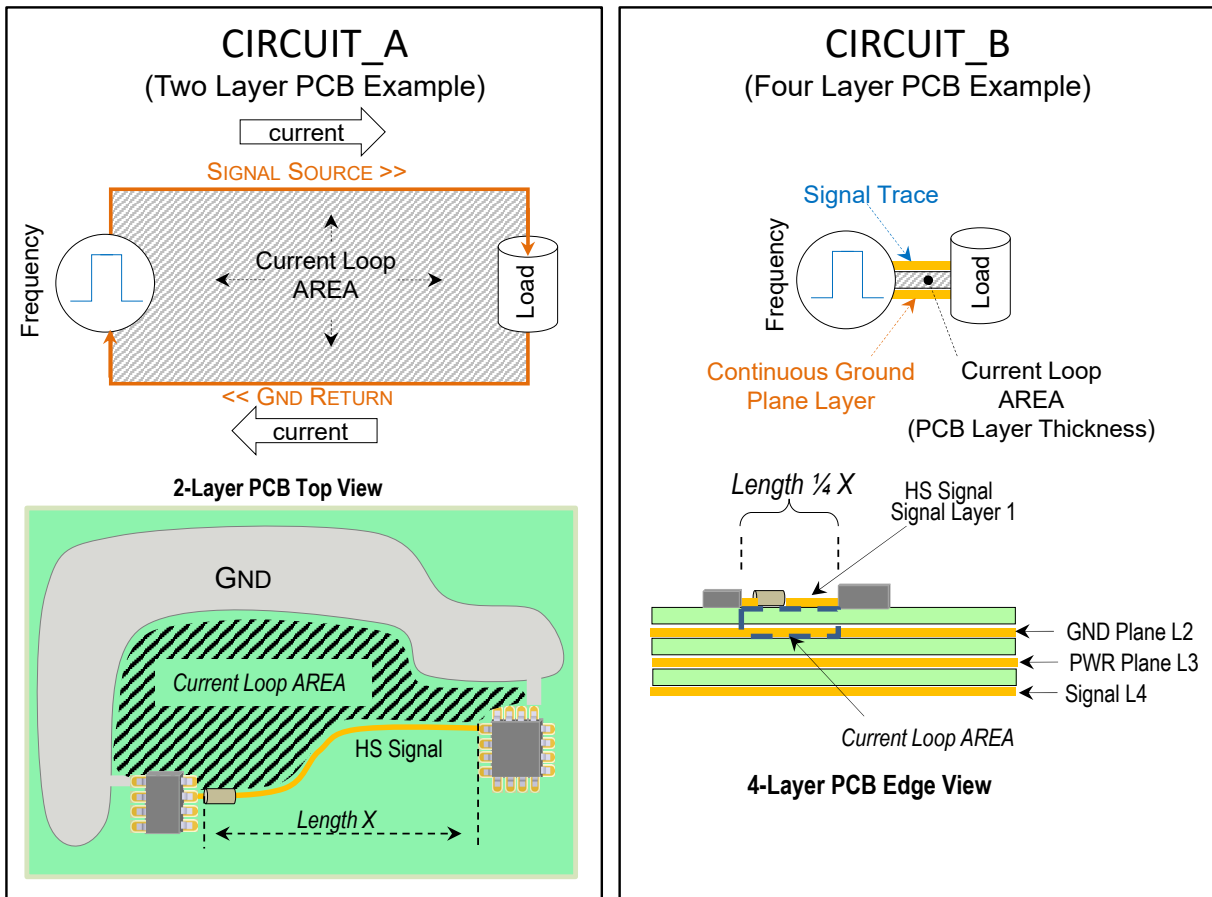 CIRCUIT_A
(Two Layer PCB Example)
current
SIGNAL SOURCE >>
Frequency
Current Loop
AREA
Load
<< GND RETURN
current
2-Layer PCB Top View
GND
Current Loop AREA
HS Signal
Length X
CIRCUIT_B
(Four Layer PCB Example)
Signal Trace
Frequency
Load
Continuous Ground
Plane Layer
Current Loop
AREA
(PCB Layer Thickness)
Length ¼ X
HS Signal
Signal Layer 1
GND Plane L2
PWR Plane L3
Signal L4
Current Loop AREA
4-Layer PCB Edge View